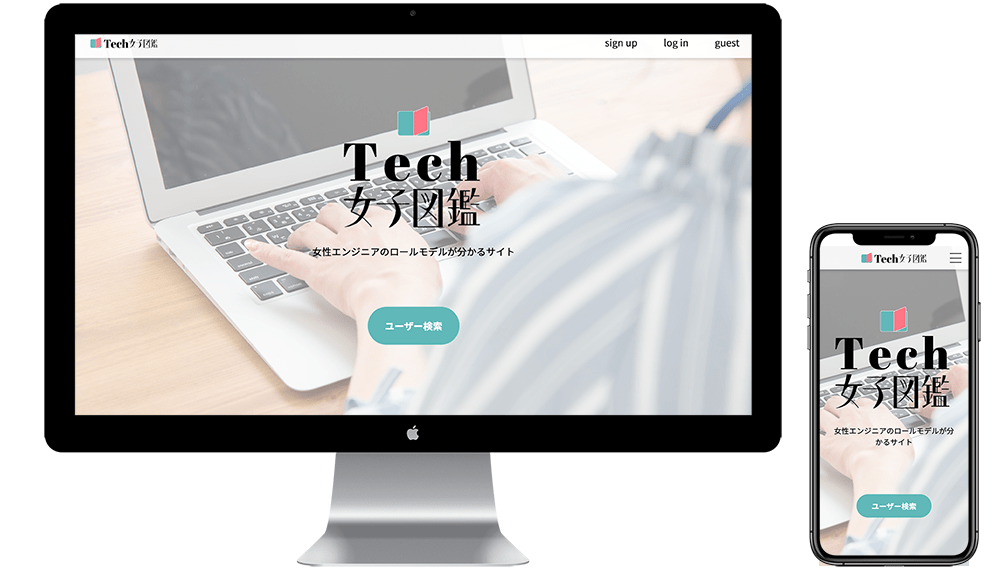 Tech女子図鑑
sign up log in guest
Tech
女子図鑑
女性エンジニアのロールモデルが分かるサイト
ユーザー検索
Tech女子図鑑
Tech
女子図鑑
女性エンジニアのロールモデルが分
かるサイト
ユーザー検索